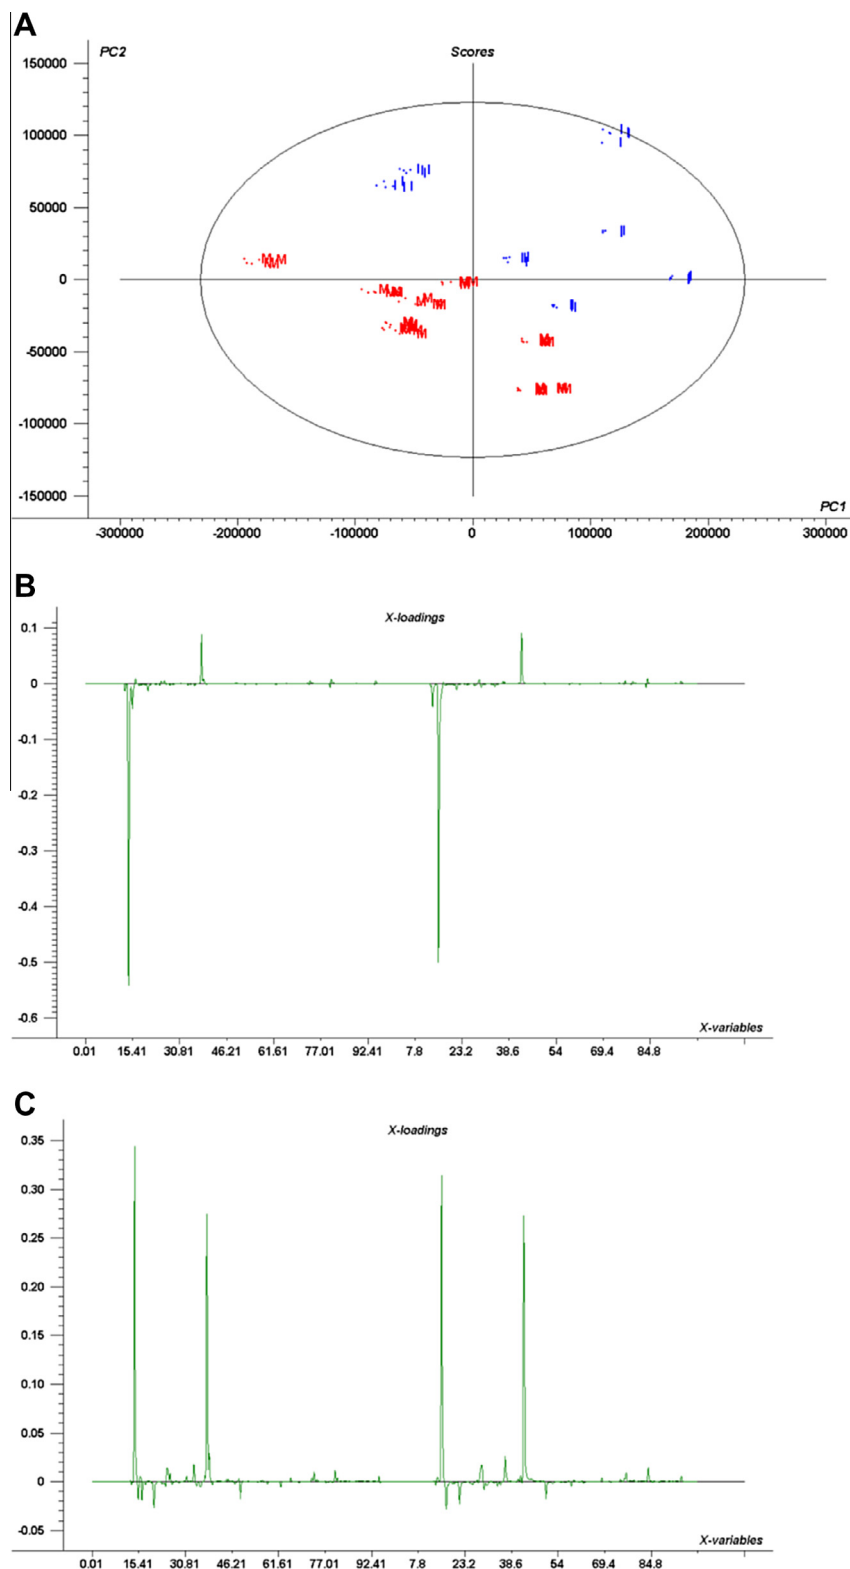 A
PC2 Scores
150000
100000
50000
0
-50000
-100000
-150000
I I I I I I I
M M M M M M M
PC1
-300000 -200000 -100000 0 100000 200000 300000
B
X-loadings
0.1
0
-0.1
-0.2
-0.3
-0.4
-0.5
-0.6
X-variables
0.01 15.41 30.81 46.21 61.61 77.01 92.41 7.8 23.2 38.6 54 69.4 84.8
C
X-loadings
0.35
0.30
0.25
0.20
0.15
0.10
0.05
0
-0.05
X-variables
0.01 15.41 30.81 46.21 61.61 77.01 92.41 7.8 23.2 38.6 54 69.4 84.8